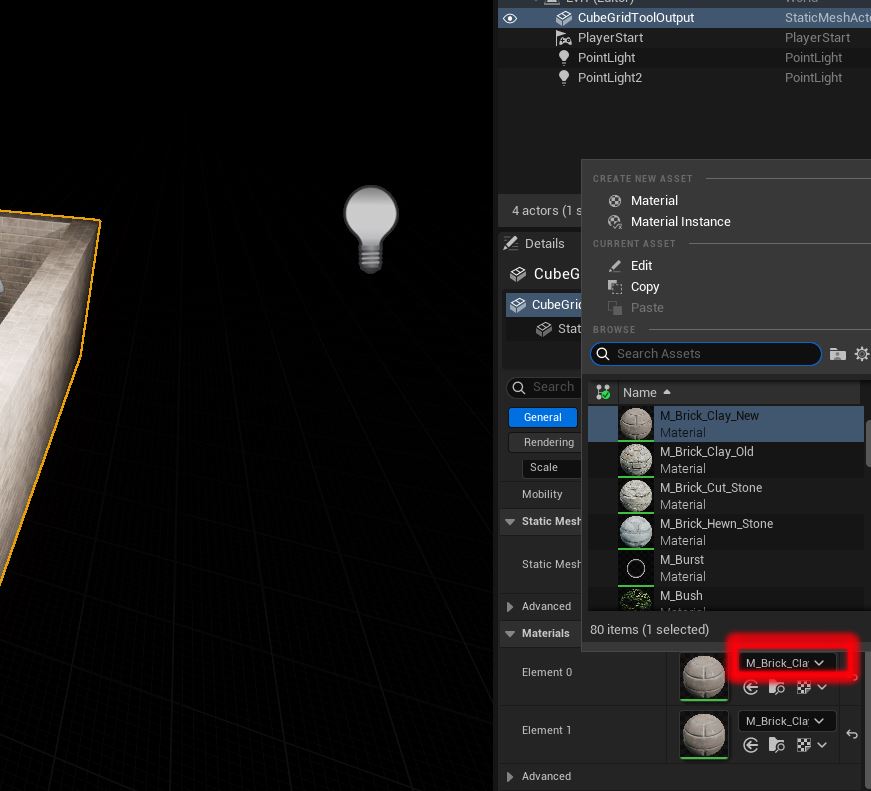 CubeGridToolOutput StaticMeshAct
PlayerStart PlayerStart
PointLight PointLight
PointLight2 PointLight
CREATE NEW ASSET
Material
4 actors (1 s
Material Instance
CURRENT ASSET
Details
Edit
CubeG
Copy
CubeGrid
Paste
Stat
BROWSE
Search Assets
Search
Name
General
M_Brick_Clay_New
Material
Rendering
M_Brick_Clay_Old
Material
Scale
M_Brick_Cut_Stone
Mobility
Material
Static Mesh
M_Brick_Hewn_Stone
Material
Static Mesh
M_Burst
Material
Advanced
M_Bush
Material
80 items (1 selected)
Materials
Element 0
M_Brick_Cla
Element 1
M_Brick_Cla
Advanced